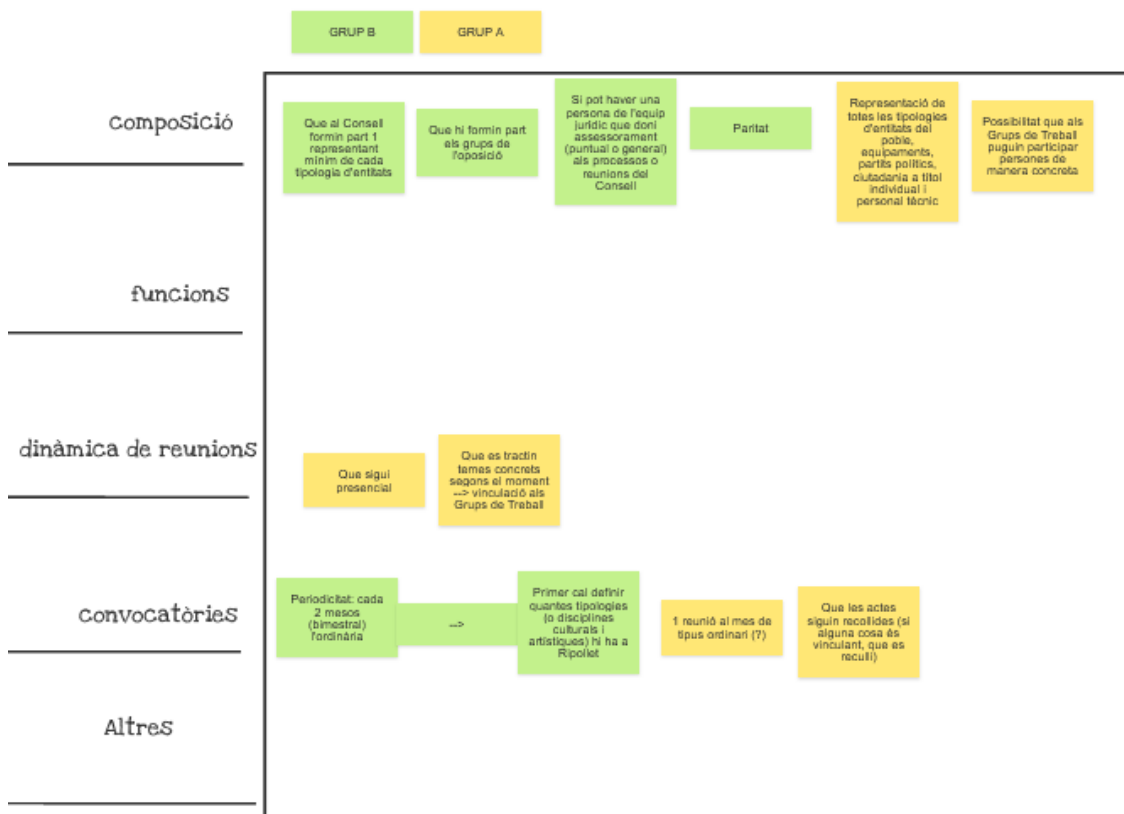 GRUP B
GRUP A
composició
Que al Consell
formin part 1
representant
mínim de cada
tipologia d'entitats
Que hi formin part
els grups de
l'oposició
Si pot haver una
persona de l'equip
jurídic que doni
assessorament
(puntual o general)
als processos o
reunions del
Consell
Paritat
Representació de
totes les tipologies
d'entitats del
poble,
equipaments,
partits polítics,
ciutadania a títol
individual i
personal tècnic
Possibilitat que als
Grups de Treball
puguin participar
persones de
manera concreta
funcions
dinàmica de reunions
Que sigui
presencial
Que es tractin
temes concrets
segons el moment
--> vinculació als
Grups de Treball
convocatòries
Periodicitat: cada
2 mesos
(bimestral)
l'ordinària
-->
Primer cal definir
quantes tipologies
(o disciplines
culturals i
artístiques) hi ha a
Ripollet
1 reunió al mes de
tipus ordinari (?)
Que les actes
siguin recollides (si
alguna cosa és
vinculant, que es
reculli)
Altres